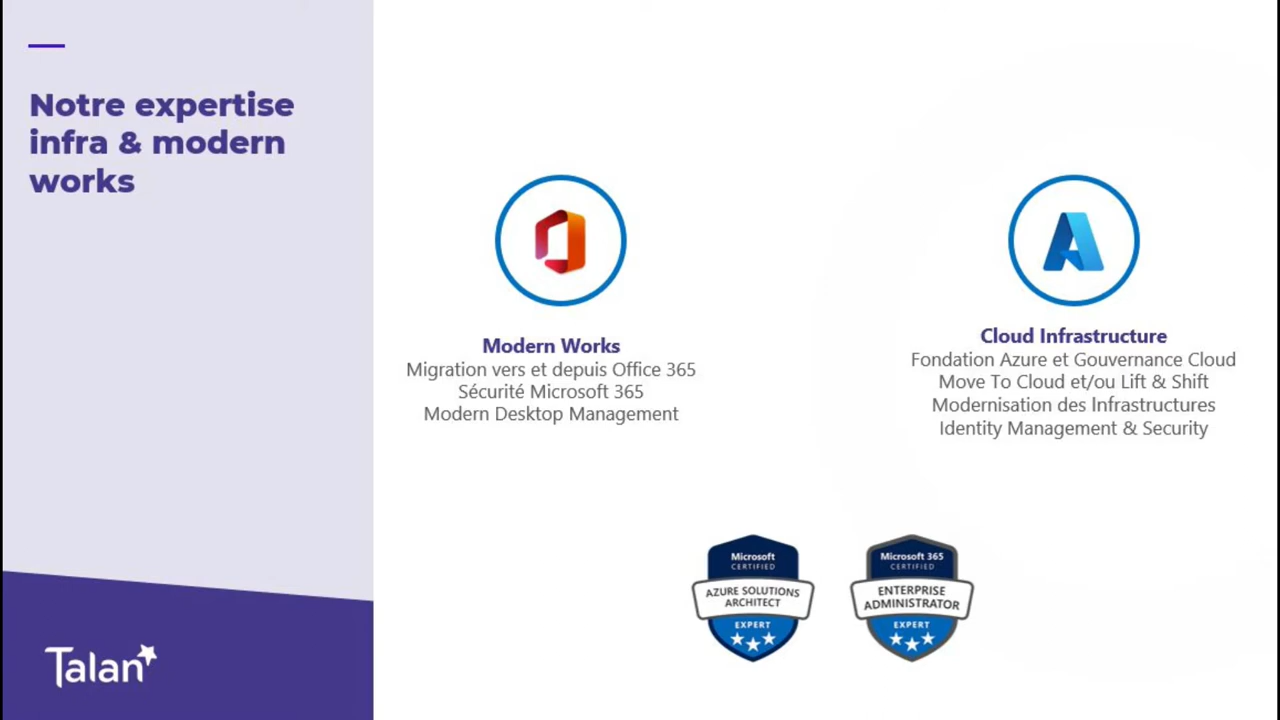 Notre expertise
infra & modern
works
Modern Works
Migration vers et depuis Office 365
Sécurité Microsoft 365
Modern Desktop Management
Cloud Infrastructure
Fondation Azure et Gouvernance Cloud
Move To Cloud et/ou Lift & Shift
Modernisation des Infrastructures
Identity Management & Security
Microsoft
CERTIFIED
AZURE SOLUTIONS
ARCHITECT
EXPERT
Microsoft 365
CERTIFIED
ENTERPRISE
ADMINISTRATOR
EXPERT
Talan